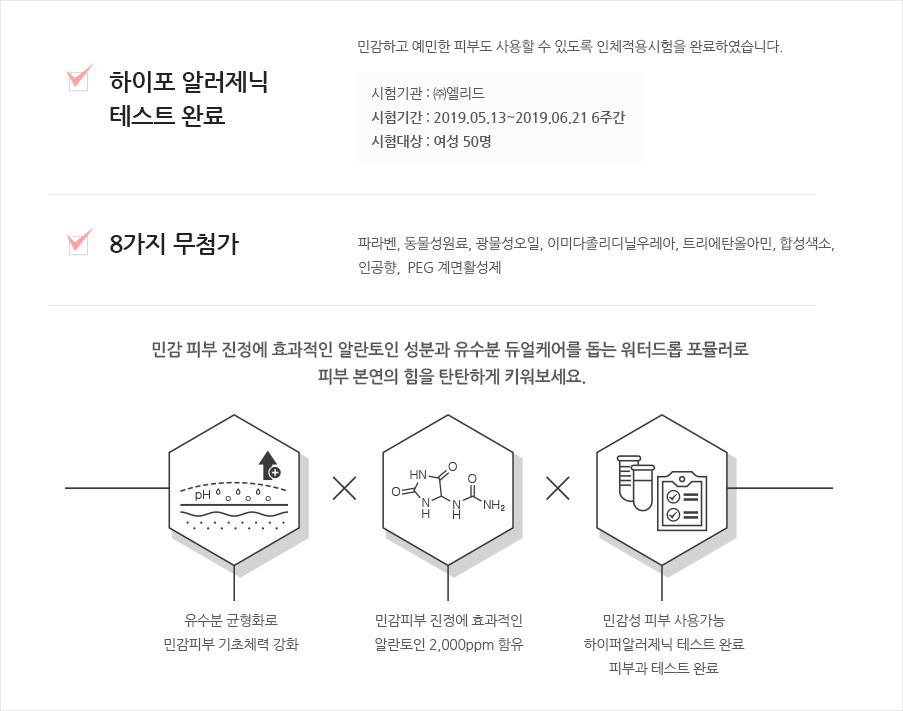 민감하고 예민한 피부도 사용할 수 있도록 인체적용시험을 완료하였습니다.
하이포 알러제닉
테스트 완료
시험기관 : ㈜엘리드
시험기간 : 2019.05.13~2019.06.21 6주간
시험대상 : 여성 50명
8가지 무첨가
파라벤, 동물성원료, 광물성오일, 이미다졸리디닐우레아, 트리에탄올아민, 합성색소,
인공향, PEG 계면활성제
민감 피부 진정에 효과적인 알란토인 성분과 유수분 듀얼케어를 돕는 워터드롭 포뮬러로
피부 본연의 힘을 탄탄하게 키워보세요.
pH
HN
O
O
N
H
N
H
O
NH₂
유수분 균형화로
민감피부 기초체력 강화
민감피부 진정에 효과적인
알란토인 2,000ppm 함유
민감성 피부 사용가능
하이퍼알러제닉 테스트 완료
피부과 테스트 완료